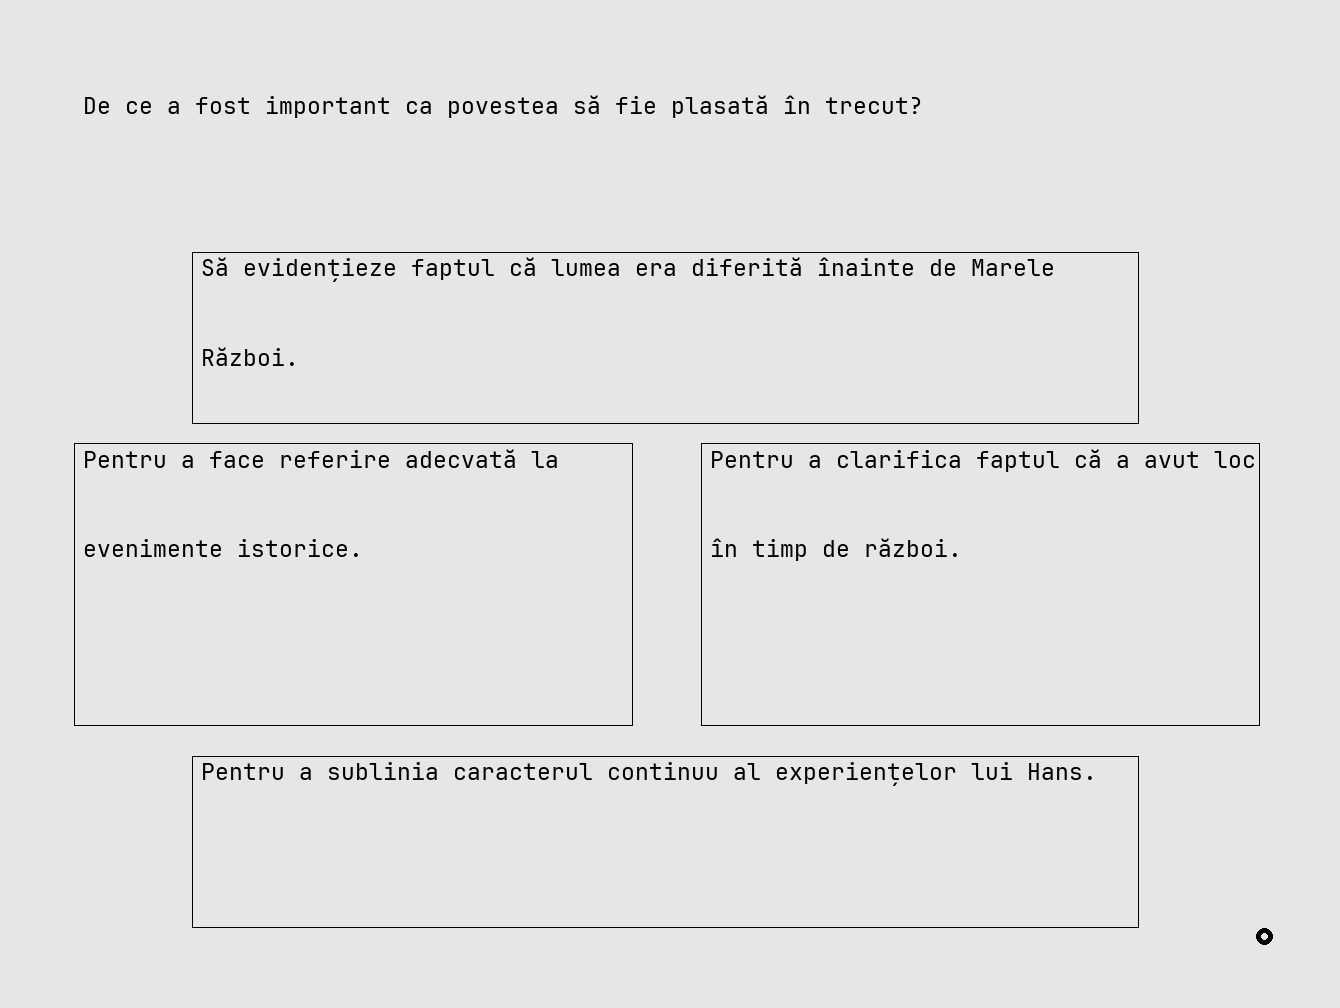 De ce a fost important ca povestea să fie plasată în trecut?
Să evidențieze faptul că lumea era diferită înainte de Marele
Război.
Pentru a face referire adecvată la
evenimente istorice.
Pentru a clarifica faptul că a avut loc
în timp de război.
Pentru a sublinia caracterul continuu al experiențelor lui Hans.